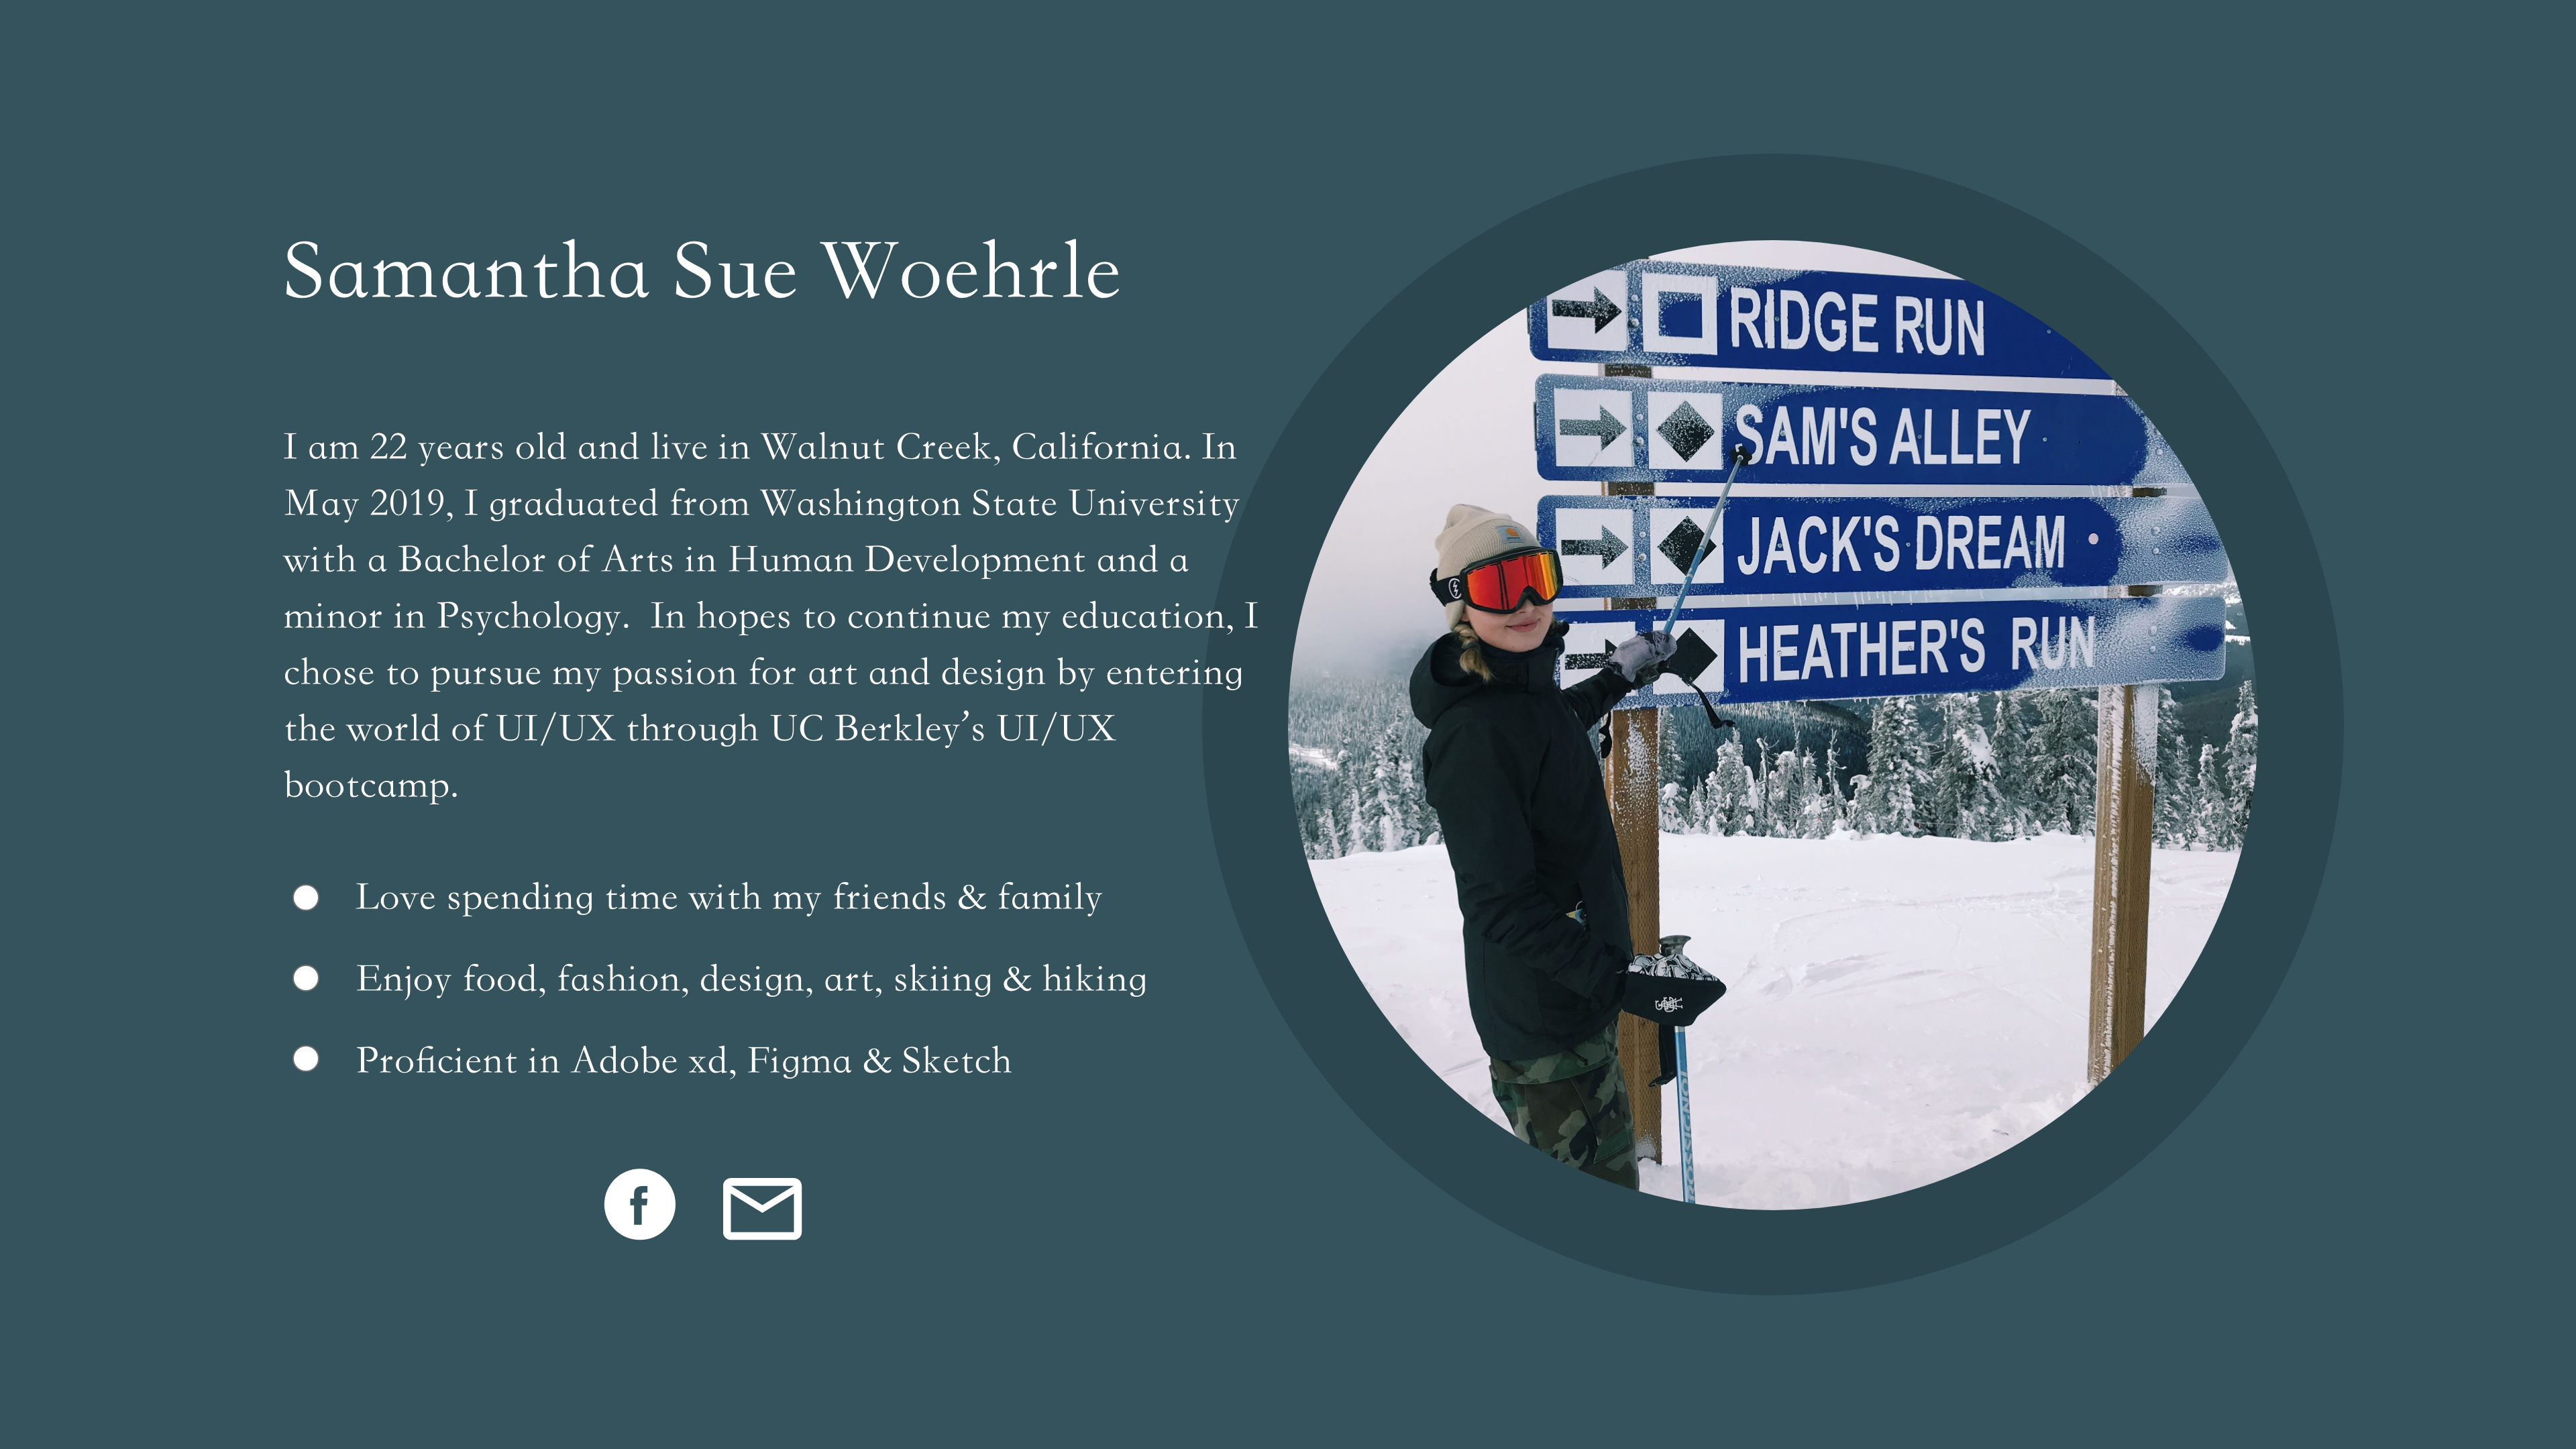 Samantha Sue Woehrle
I am 22 years old and live in Walnut Creek, California. In
May 2019, I graduated from Washington State University
with a Bachelor of Arts in Human Development and a
minor in Psychology.  In hopes to continue my education, I
chose to pursue my passion for art and design by entering
the world of UI/UX through UC Berkley’s UI/UX
bootcamp.
Love spending time with my friends & family
Enjoy food, fashion, design, art, skiing & hiking
Proficient in Adobe xd, Figma & Sketch
f
RIDGE RUN
SAM'S ALLEY
JACK'S DREAM
HEATHER'S RUN
ROSSIGNOL